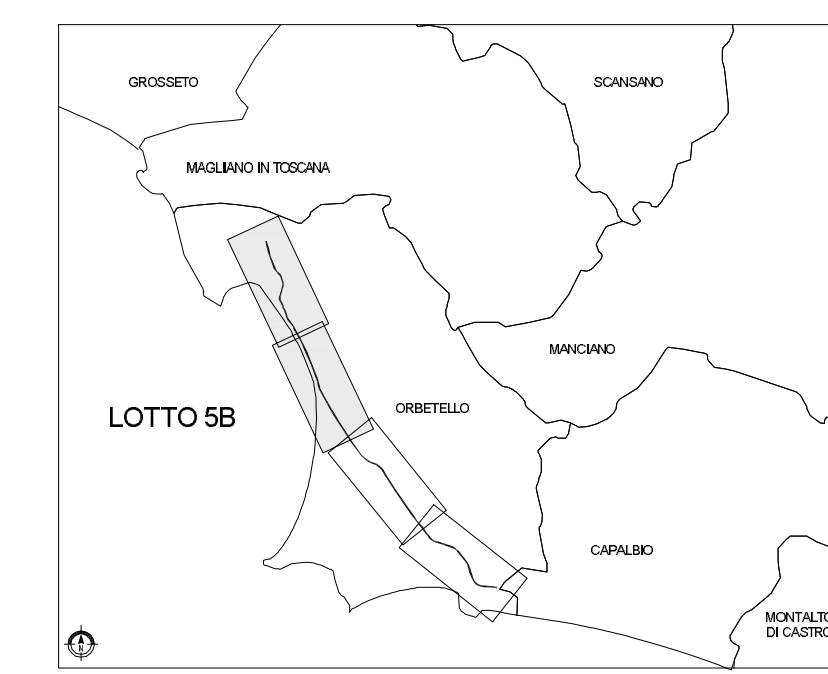 GROSSETO
SCANSANO
MAGLIANO IN TOSCANA
MANCIANO
ORBETELLO
LOTTO 5B
CAPALBIO
MONTALTO
DI CASTRO
N